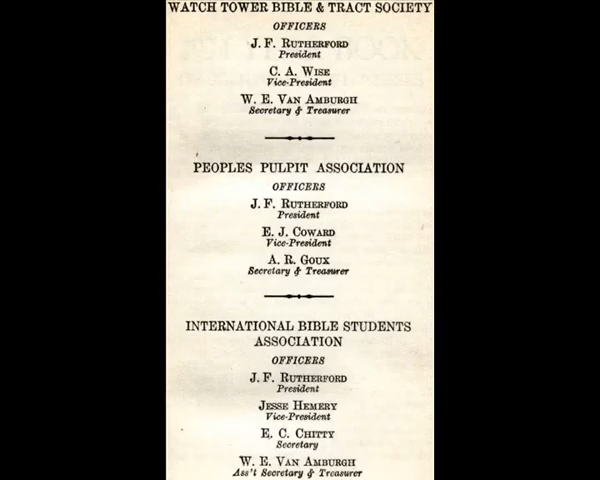 WATCH TOWER BIBLE & TRACT SOCIETY
OFFICERS
J. F. RUTHERFORD
President
C. A. WISE
Vice-President
W. E. VAN AMBURGH
Secretary & Treasurer
PEOPLES PULPIT ASSOCIATION
OFFICERS
J. F. RUTHERFORD
President
E. J. COWARD
Vice-President
A. R. GOUX
Secretary & Treasurer
INTERNATIONAL BIBLE STUDENTS
ASSOCIATION
OFFICERS
J. F. RUTHERFORD
President
JESSE HEMERY
Vice-President
E. C. CHITTY
Secretary
W. E. VAN AMBURGH
Ass't Secretary & Treasurer